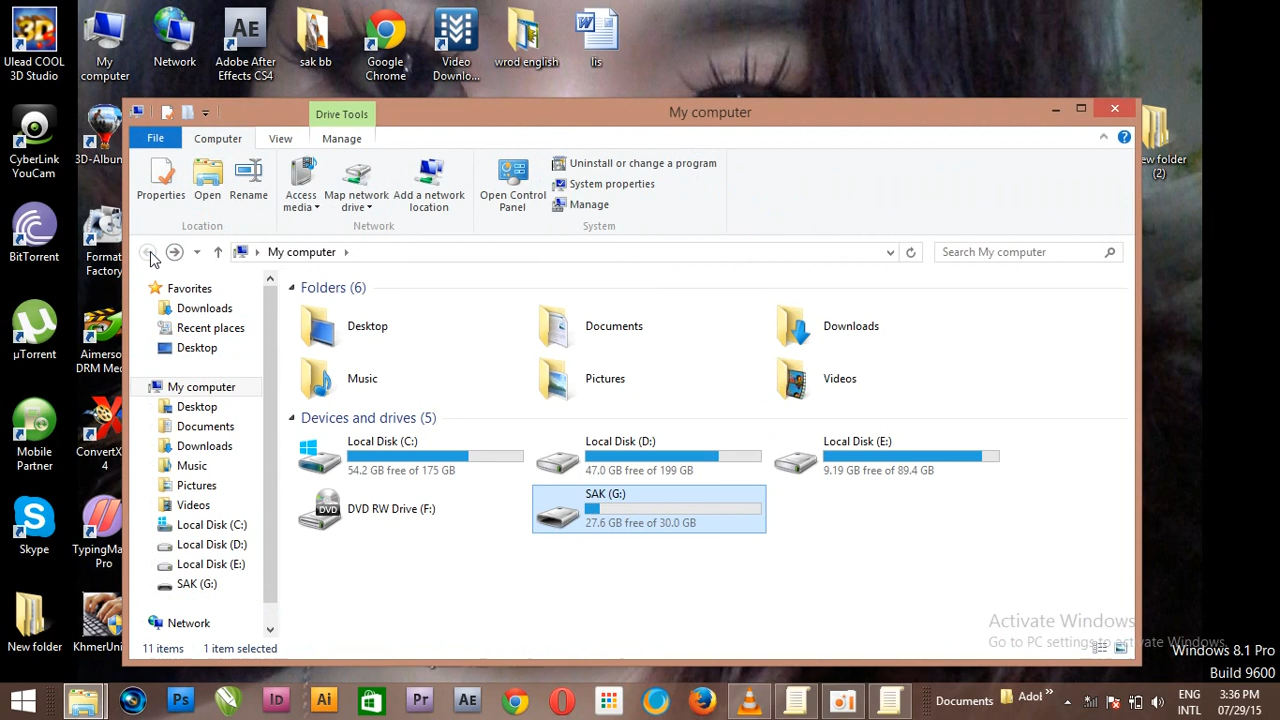 Ulead COOL
3D Studio
My
computer
Network
Adobe After
Effects CS4
sak bb
Google
Chrome
Video
Downlo...
wrod english
lis
CyberLink
YouCam
3D-Album
BitTorrent
Format
Factory
µTorrent
Aimerso
DRM Med
Mobile
Partner
ConvertX
4
Skype
TypingMa
Pro
New folder
KhmerUni
ew folder
(2)
Drive Tools
My computer
File
Computer
View
Manage
Properties
Open
Rename
Access
media
Map network
drive
Add a network
location
Open Control
Panel
Uninstall or change a program
System properties
Manage
Location
Network
System
My computer
Search My computer
Favorites
Downloads
Recent places
Desktop
My computer
Desktop
Documents
Downloads
Music
Pictures
Videos
Local Disk (C:)
Local Disk (D:)
Local Disk (E:)
SAK (G:)
Network
Folders (6)
Desktop
Documents
Downloads
Music
Pictures
Videos
Devices and drives (5)
Local Disk (C:)
54.2 GB free of 175 GB
Local Disk (D:)
47.0 GB free of 199 GB
Local Disk (E:)
9.19 GB free of 89.4 GB
DVD RW Drive (F:)
SAK (G:)
27.6 GB free of 30.0 GB
11 items
1 item selected
Activate Windows
Go to PC settings to activate Windows.
Windows 8.1 Pro
Build 9600
Ps
ID
Ai
Pr
AE
Documents
Adol
ENG
INTL
3:36 PM
07/29/15